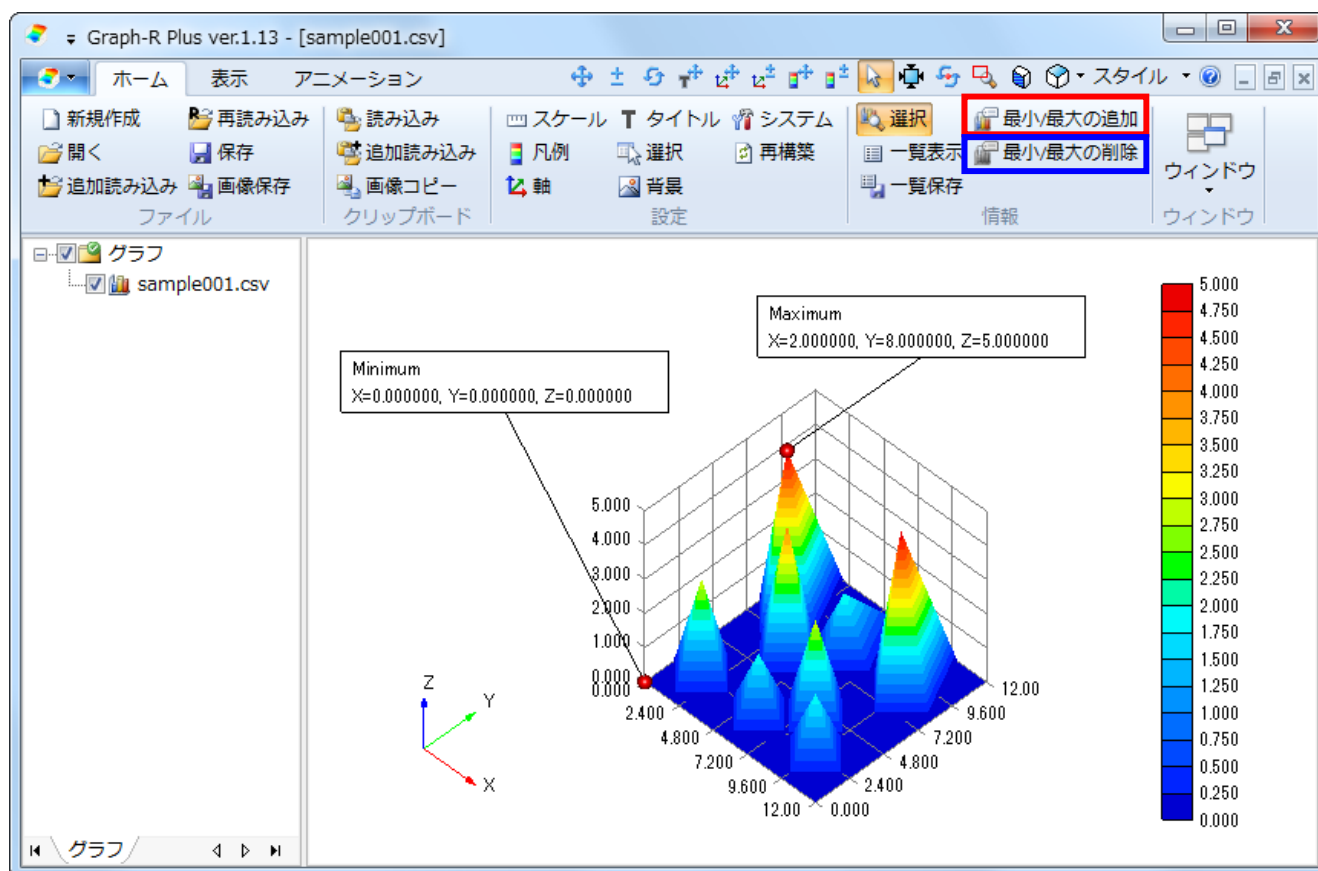 Graph-R Plus ver.1.13 - [sample001.csv]
ホーム 表示 アニメーション スタイル
新規作成 再読み込み 読み込み スケール タイトル システム 選択 最小/最大の追加
開く 保存 追加読み込み 凡例 選択 再構築 一覧表示 最小/最大の削除 ウィンドウ
追加読み込み 画像保存 画像コピー 軸 背景 一覧保存
ファイル クリップボード 設定 情報 ウィンドウ
グラフ
sample001.csv
Maximum
X=2.000000, Y=8.000000, Z=5.000000
Minimum
X=0.000000, Y=0.000000, Z=0.000000
5.000
4.000
3.000
2.000
1.000
0.000
0.000
2.400
4.800
7.200
9.600
12.00
0.000
2.400
4.800
7.200
9.600
12.00
Z
Y
X
5.000
4.750
4.500
4.250
4.000
3.750
3.500
3.250
3.000
2.750
2.500
2.250
2.000
1.750
1.500
1.250
1.000
0.750
0.500
0.250
0.000
グラフ